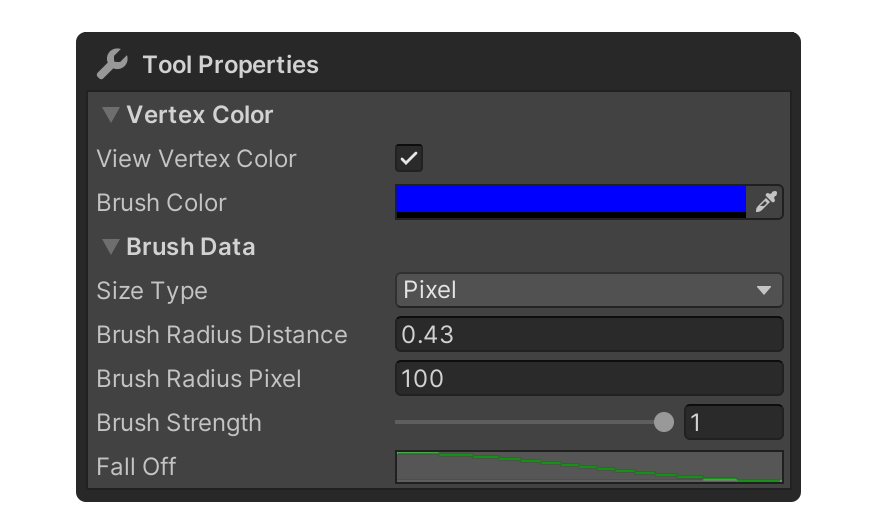 Tool Properties
Vertex Color
View Vertex Color
Brush Color
Brush Data
Size Type Pixel
Brush Radius Distance 0.43
Brush Radius Pixel 100
Brush Strength 1
Fall Off